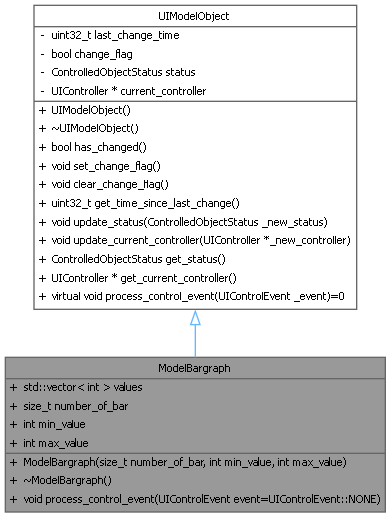 UIModelObject
- uint32_t last_change_time
- bool change_flag
- ControlledObjectStatus status
- UIController * current_controller
+ UIModelObject()
+ ~UIModelObject()
+ bool has_changed()
+ void set_change_flag()
+ void clear_change_flag()
+ uint32_t get_time_since_last_change()
+ void update_status(ControlledObjectStatus _new_status)
+ void update_current_controller(UIController *_new_controller)
+ ControlledObjectStatus get_status()
+ UIController * get_current_controller()
+ virtual void process_control_event(UIControlEvent _event)=0
ModelBargraph
+ std::vector< int > values
+ size_t number_of_bar
+ int min_value
+ int max_value
+ ModelBargraph(size_t number_of_bar, int min_value, int max_value)
+ ~ModelBargraph()
+ void process_control_event(UIControlEvent event=UIControlEvent::NONE)